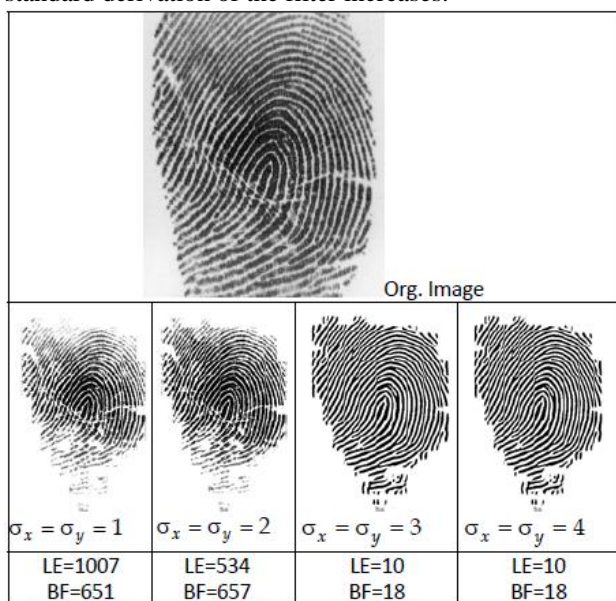 standard derivation of the filter increases.
Org. Image
σx = σy = 1
σx = σy = 2
σx = σy = 3
σx = σy = 4
LE=1007
BF=651
LE=534
BF=657
LE=10
BF=18
LE=10
BF=18